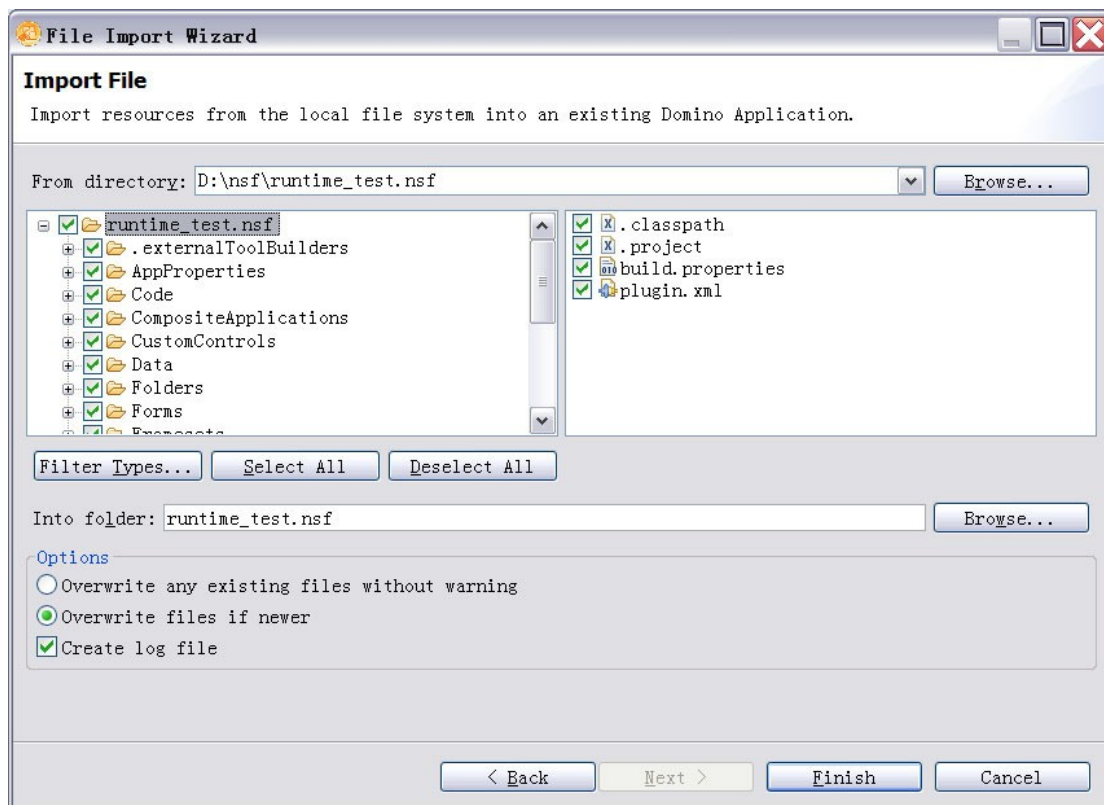 File Import Wizard
Import File
Import resources from the local file system into an existing Domino Application.
From directory: D:\nsf\runtime_test.nsf Browse...
runtime_test.nsf
.externalToolBuilders
AppProperties
Code
CompositeApplications
CustomControls
Data
Folders
Forms
.classpath
.project
build.properties
plugin.xml
Filter Types... Select All Deselect All
Into folder: runtime_test.nsf Browse...
Options
Overwrite any existing files without warning
Overwrite files if newer
Create log file
< Back Next > Finish Cancel